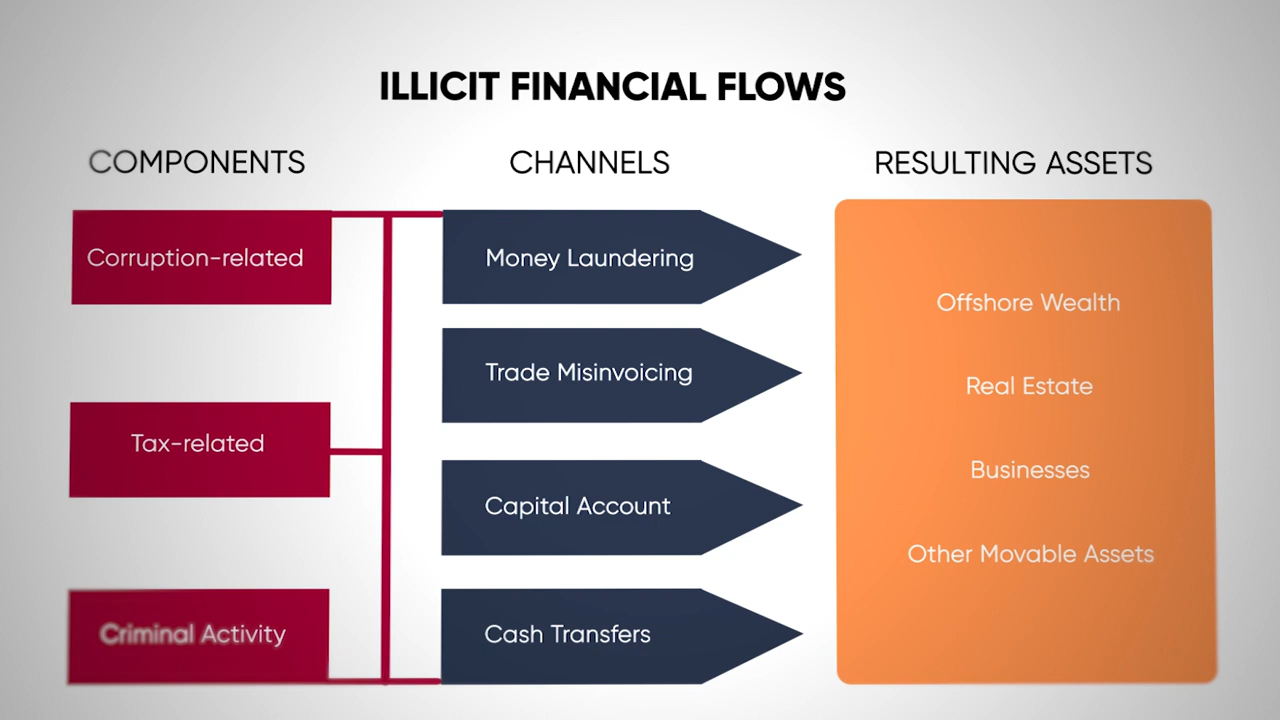 ILLICIT FINANCIAL FLOWS
COMPONENTS
CHANNELS
RESULTING ASSETS
Corruption-related
Tax-related
Criminal Activity
Money Laundering
Trade Misinvoicing
Capital Account
Cash Transfers
Offshore Wealth
Real Estate
Businesses
Other Movable Assets